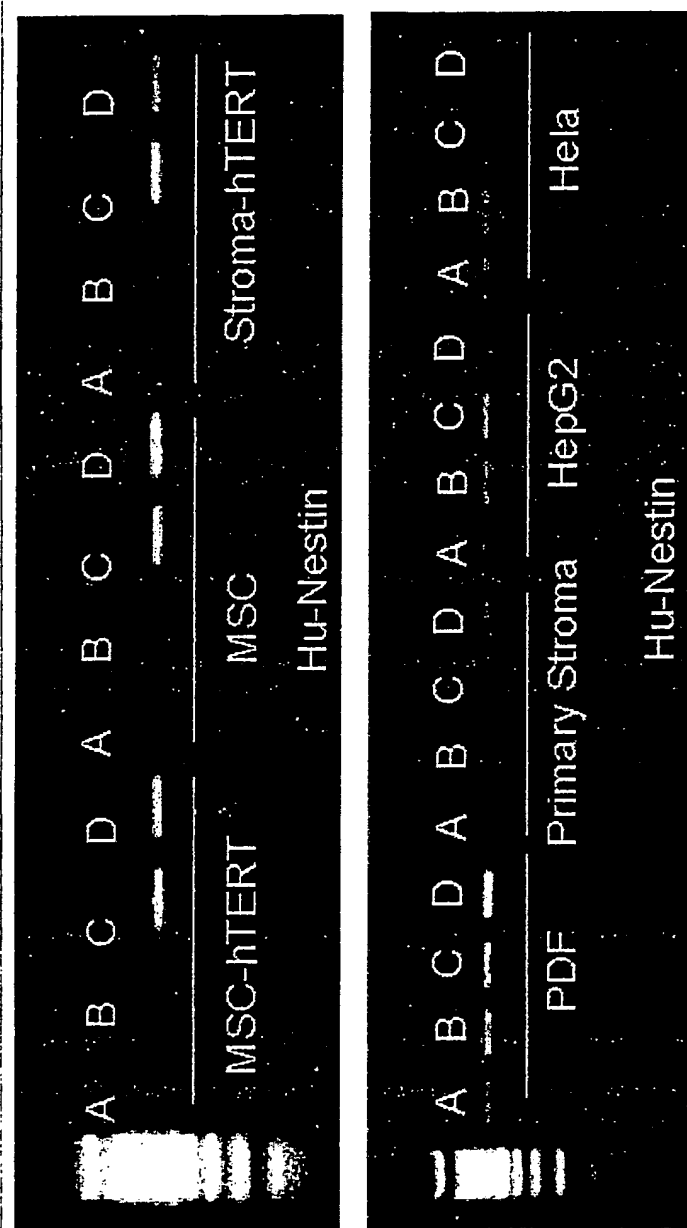 A B C D A B C D A B C D
MSC-hTERT MSC Stroma-hTERT
Hu-Nestin
A B C D A B C D A B C D A B C D
PDF Primary Stroma HepG2 Hela
Hu-Nestin